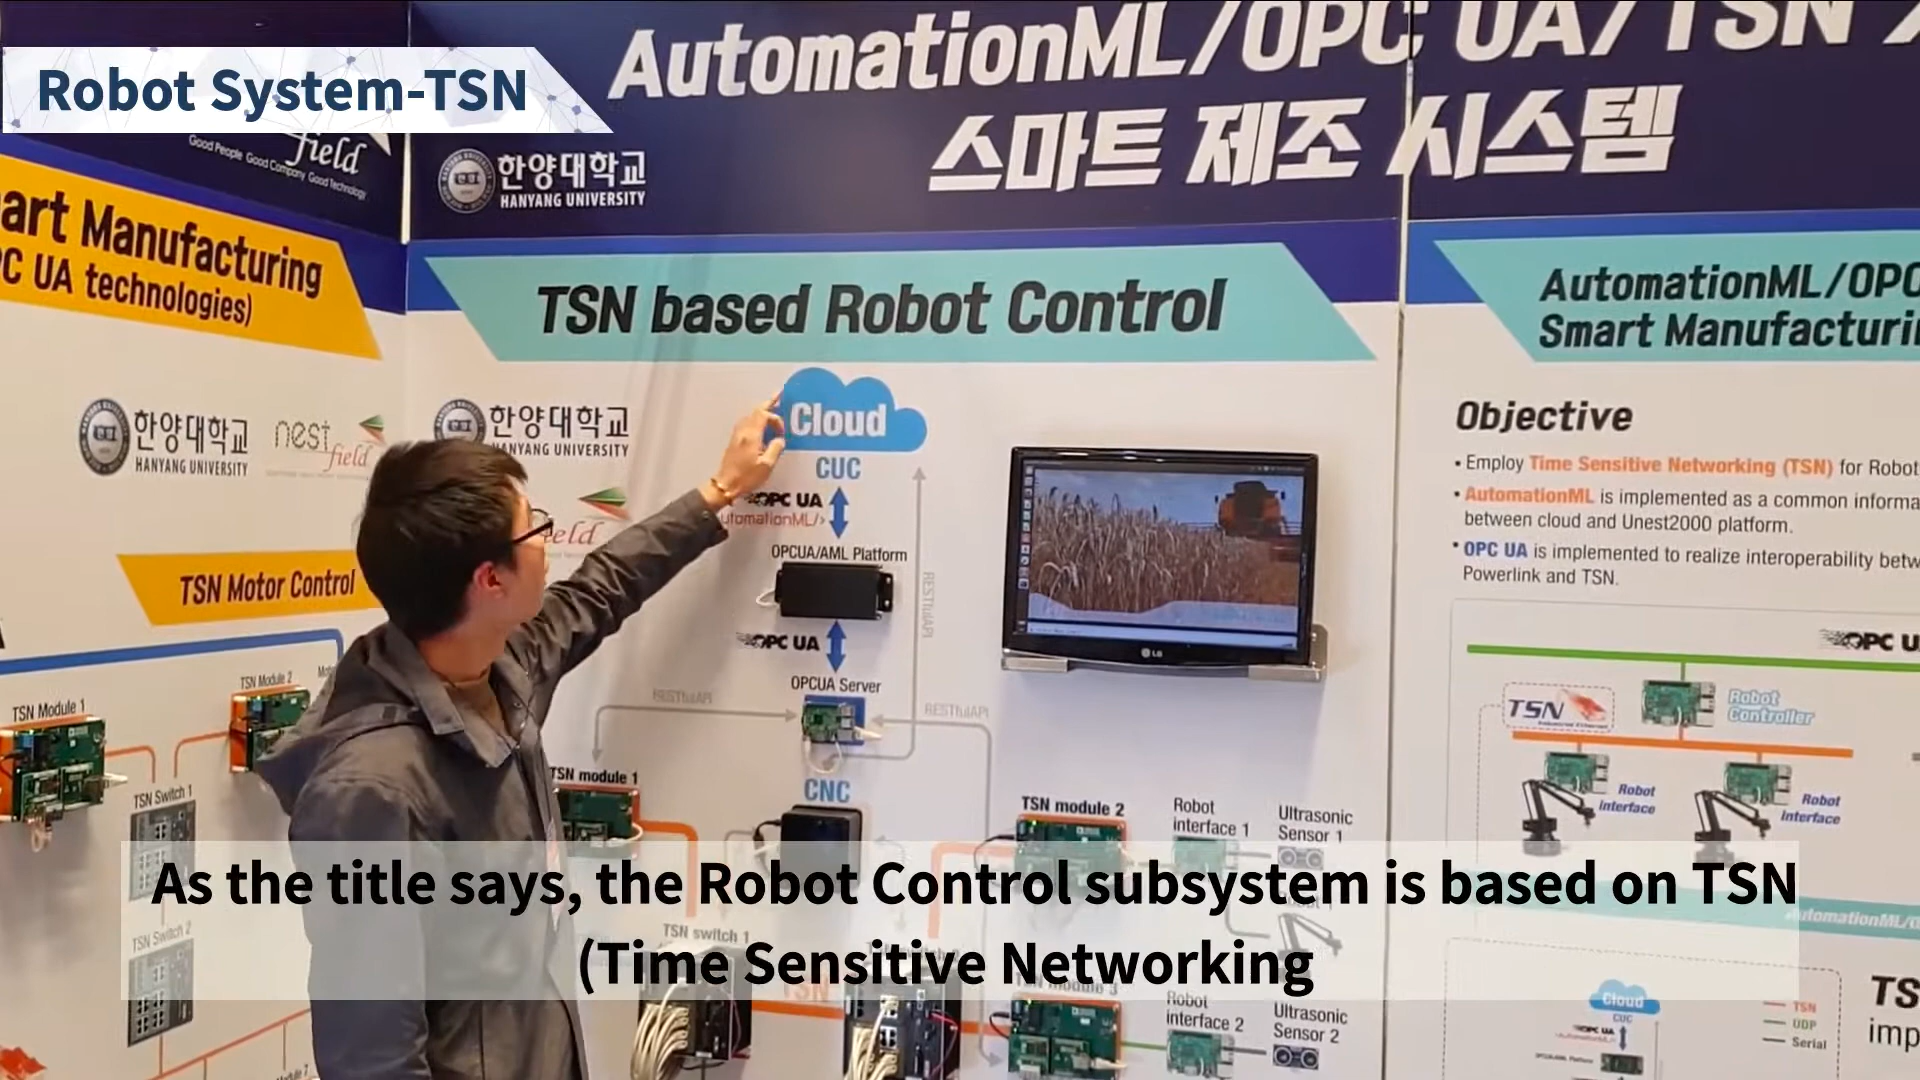 Robot System-TSN
AutomationML/OPC UA/TSN
스마트 제조 시스템
field
Good People Good Company Good Technology
한양대학교
HANYANG UNIVERSITY
art Manufacturing
PC UA technologies)
한양대학교
HANYANG UNIVERSITY
nest
field
TSN Motor Control
TSN Module 1
TSN Module 2
TSN Switch 1
TSN Switch 2
TSN based Robot Control
한양대학교
HANYANG UNIVERSITY
eld
Cloud
CUC
OPC UA
utomationML/>
OPCUA/AML Platform
RESTfulAPI
OPC UA
OPCUA Server
RESTfulAPI
RESTfulAPI
LG
CNC
TSN module 1
TSN module 2
Robot
interface 1
Ultrasonic
Sensor 1
TSN switch 1
TSN
TSN module 3
Robot
interface 2
Ultrasonic
Sensor 2
AutomationML/OPC
Smart Manufacturi
Objective
• Employ Time Sensitive Networking (TSN) for Robot
• AutomationML is implemented as a common informa
between cloud and Unest2000 platform.
• OPC UA is implemented to realize interoperability betw
Powerlink and TSN.
OPC U
TSN
Robot
Controller
Robot
interface
Robot
interface
Cloud
CUC
TSN
UDP
Serial
TS
imp
As the title says, the Robot Control subsystem is based on TSN
(Time Sensitive Networking